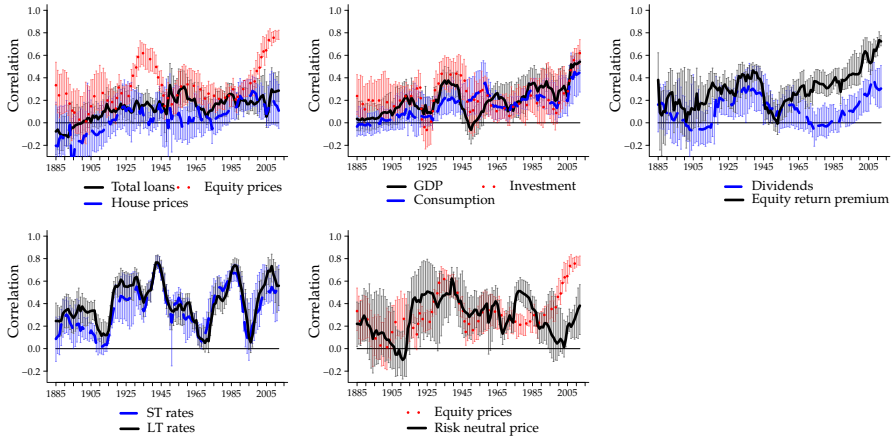 Correlation
1.0
0.8
0.6
0.4
0.2
0.0
−0.2
1885 1905 1925 1945 1965 1985 2005
Total loans Equity prices
House prices
Correlation
1.0
0.8
0.6
0.4
0.2
0.0
−0.2
1885 1905 1925 1945 1965 1985 2005
GDP Investment
Consumption
Correlation
1.0
0.8
0.6
0.4
0.2
0.0
−0.2
1885 1905 1925 1945 1965 1985 2005
Dividends
Equity return premium
Correlation
1.0
0.8
0.6
0.4
0.2
0.0
−0.2
1885 1905 1925 1945 1965 1985 2005
ST rates
LT rates
Correlation
1.0
0.8
0.6
0.4
0.2
0.0
−0.2
1885 1905 1925 1945 1965 1985 2005
Equity prices
Risk neutral price